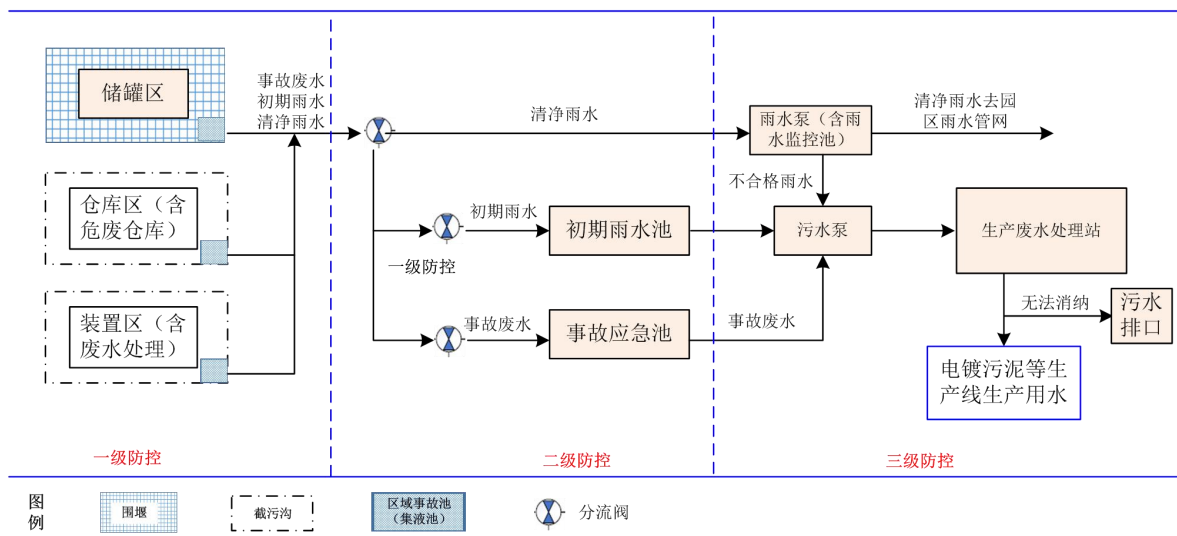 储罐区
事故废水
初期雨水
清净雨水
仓库区（含
危废仓库）
装置区（含
废水处理）
清净雨水
雨水泵（含雨
水监控池）
清净雨水去园
区雨水管网
不合格雨水
初期雨水
初期雨水池
污水泵
生产废水处理站
一级防控
事故废水
事故应急池
事故废水
无法消纳
污水
排口
电镀污泥等生
产线生产用水
一级防控
二级防控
三级防控
图
例
围堰
截污沟
区域事故池
（集液池）
分流阀